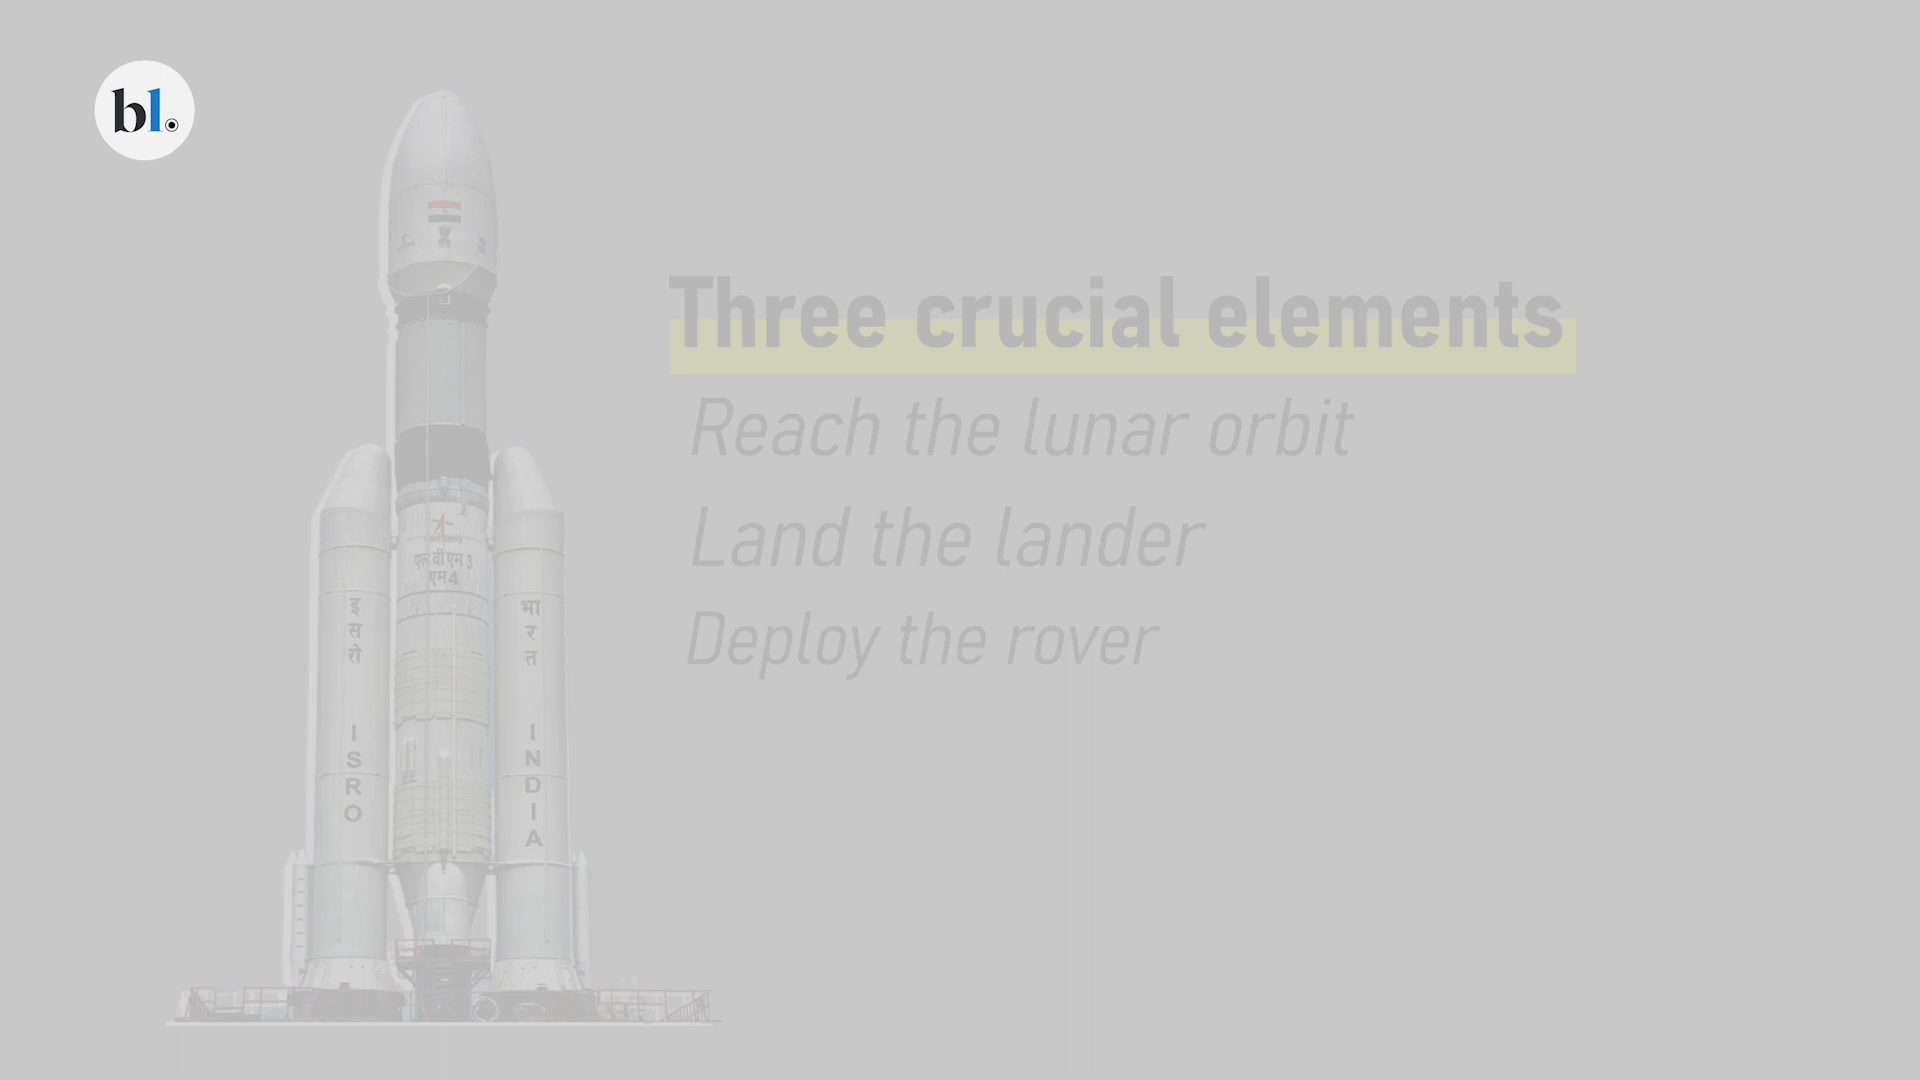 bl.
Three crucial elements
Reach the lunar orbit
Land the lander
Deploy the rover
एलवीएम3
एम4
इसरो
ISRO
भारत
INDIA